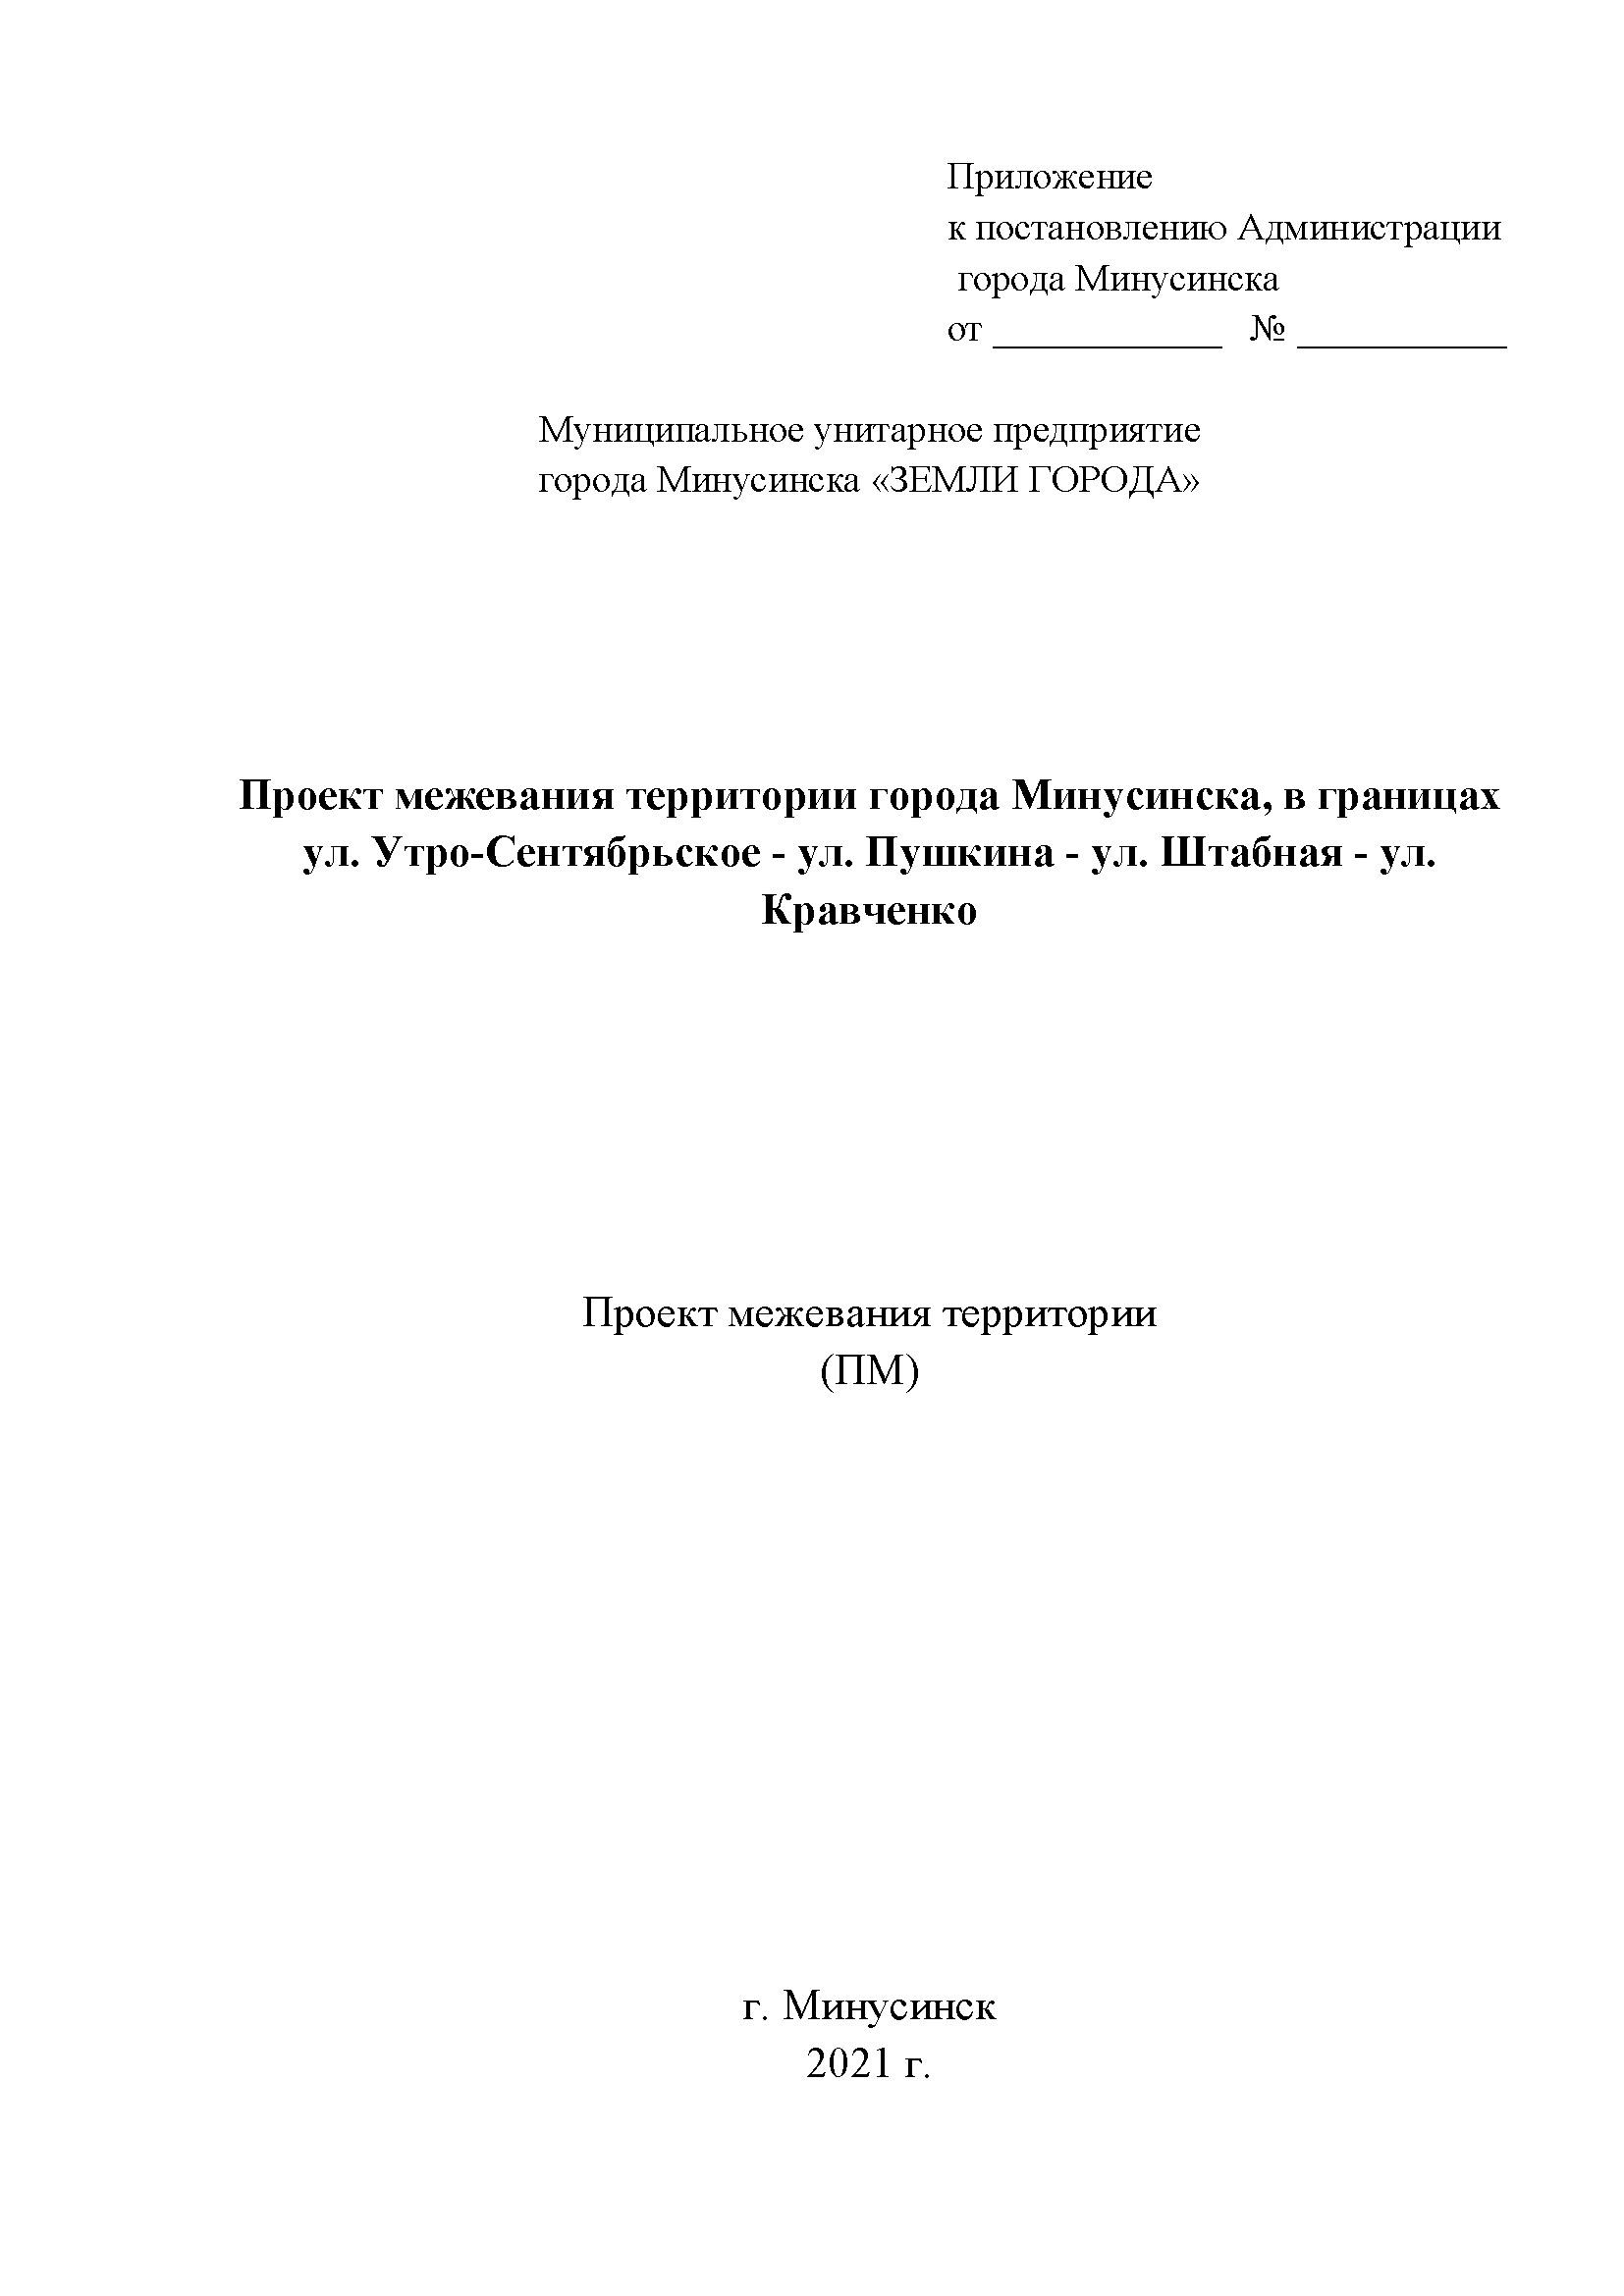 Приложение
к постановлению Администрации
города Минусинска
от ____________ № ___________
Муниципальное унитарное предприятие
города Минусинска «ЗЕМЛИ ГОРОДА»
Проект межевания территории города Минусинска, в границах
ул. Утро-Сентябрьское - ул. Пушкина - ул. Штабная - ул.
Кравченко
Проект межевания территории
(ПМ)
г. Минусинск
2021 г.